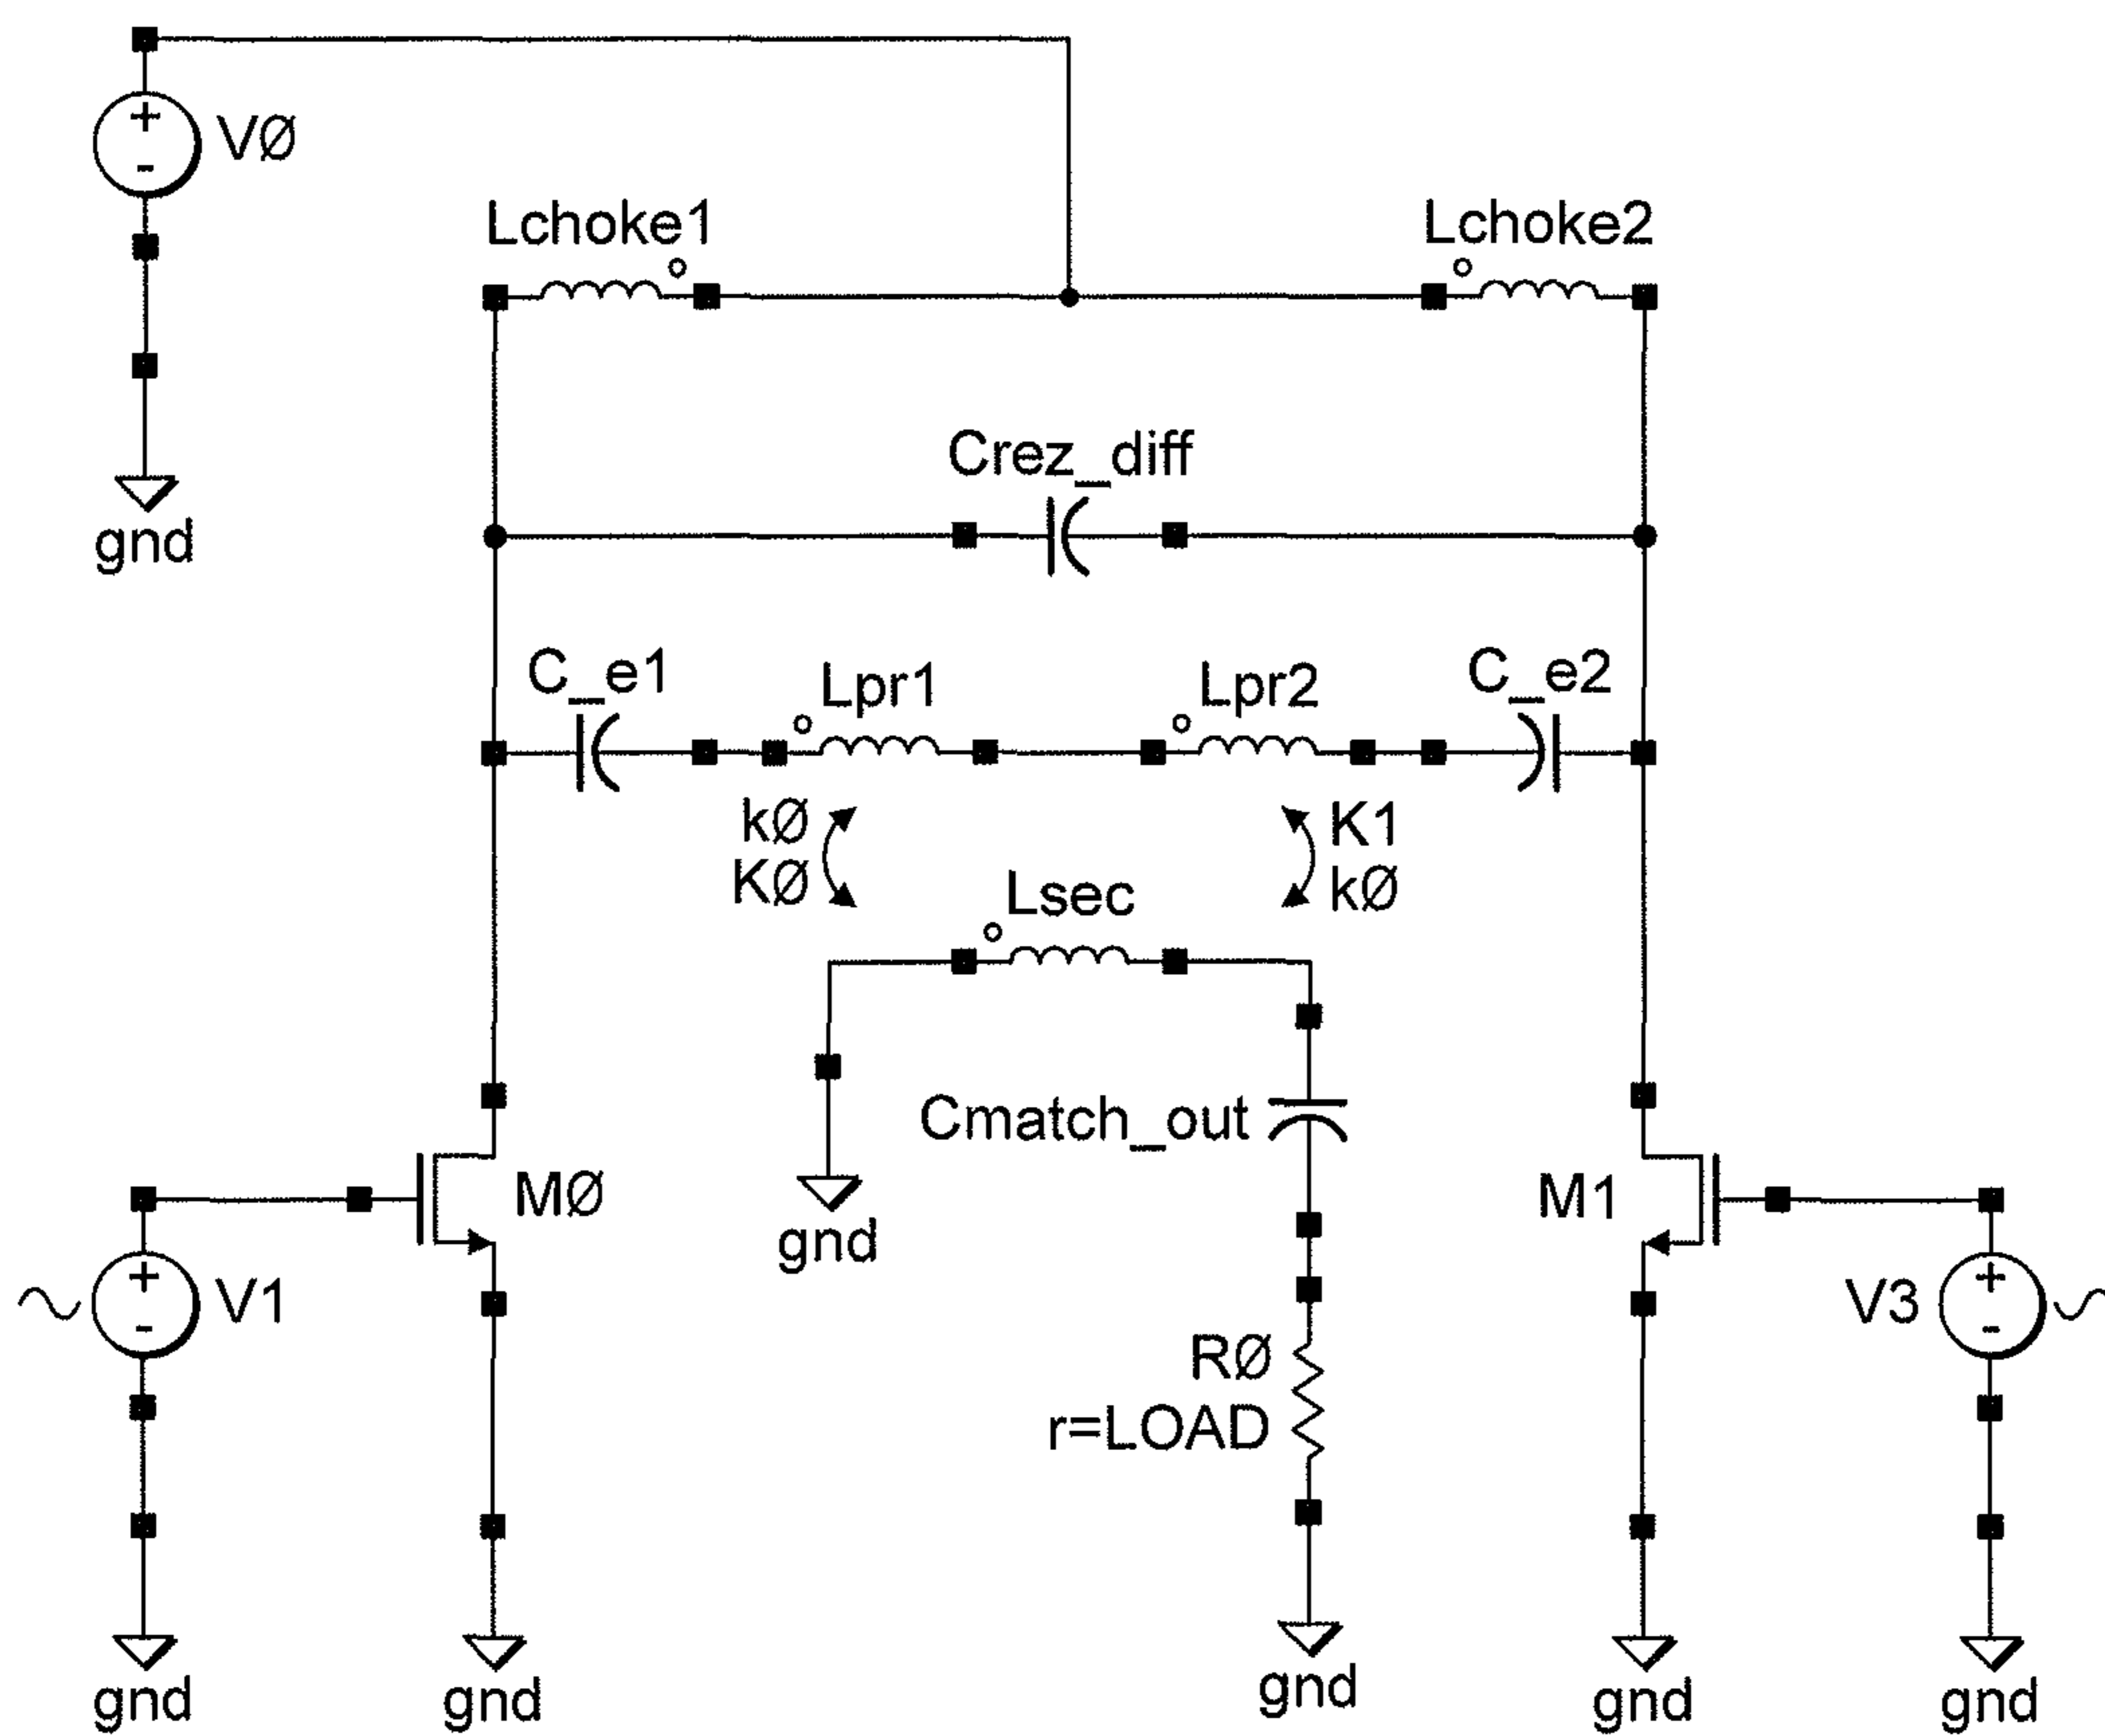 +
-
VØ
gnd
Lchoke1
Lchoke2
Crez_diff
C_e1
Lpr1
Lpr2
C_e2
kØ
KØ
K1
kØ
Lsec
gnd
Cmatch_out
RØ
r=LOAD
gnd
MØ
M1
+
-
V1
V3
+
-
gnd
gnd
gnd
gnd